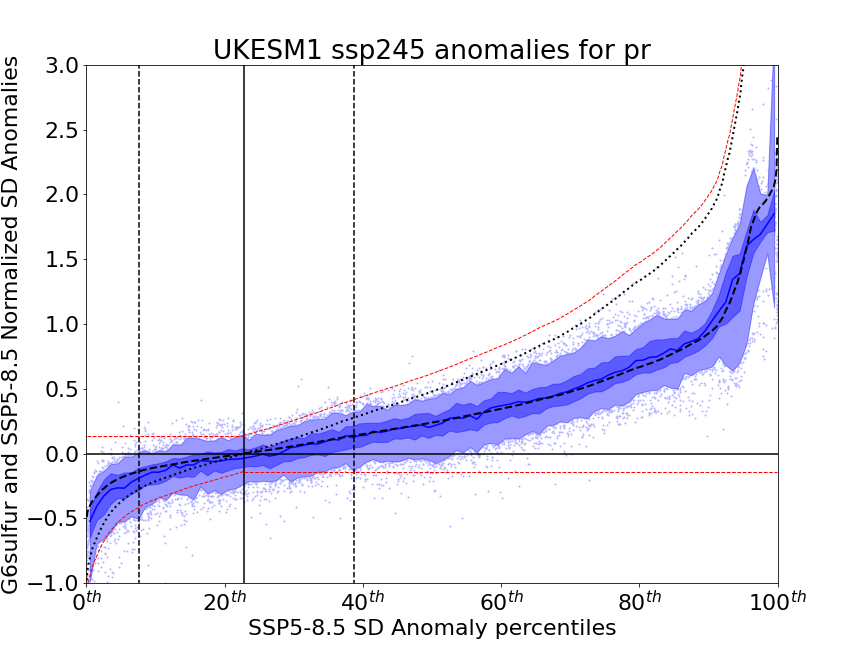 UKESM1 ssp245 anomalies for pr
G6sulfur and SSP5-8.5 Normalized SD Anomalies
3.0
2.5
2.0
1.5
1.0
0.5
0.0
−0.5
−1.0
0th 20th 40th 60th 80th 100th
SSP5-8.5 SD Anomaly percentiles